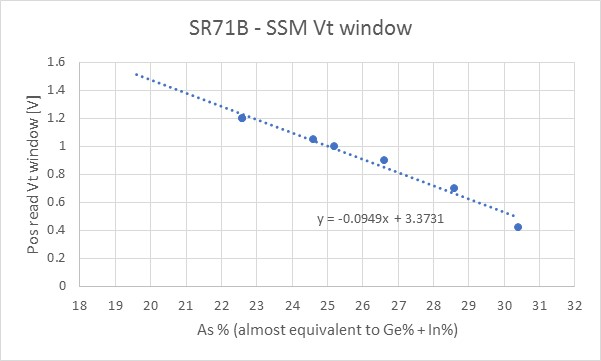 SR71B - SSM Vt window
Pos read Vt window [V]
1.6
1.4
1.2
1
0.8
0.6
0.4
0.2
0
y = -0.0949x + 3.3731
18 19 20 21 22 23 24 25 26 27 28 29 30 31 32
As % (almost equivalent to Ge% + In%)